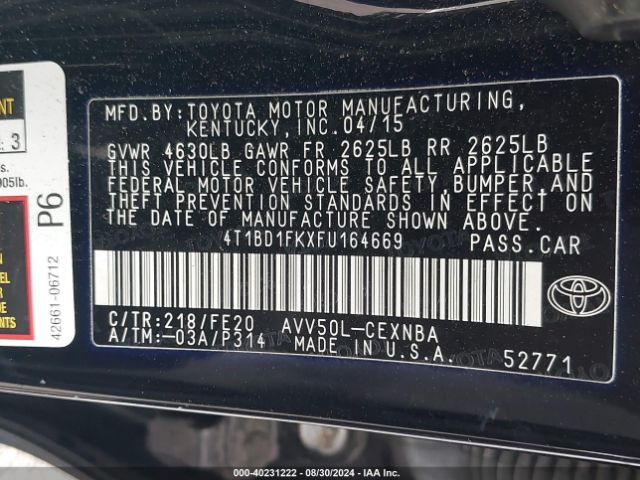 MFD.BY:TOYOTA MOTOR MANUFACTURING,
KENTUCKY, INC. 04/15
GVWR 4630LB GAWR FR 2625LB RR 2625LB
THIS VEHICLE CONFORMS TO ALL APPLICABLE
FEDERAL MOTOR VEHICLE SAFETY, BUMPER, AND
THEFT PREVENTION STANDARDS IN EFFECT ON
THE DATE OF MANUFACTURE SHOWN ABOVE.
4T1BD1FKXFU164669 PASS.CAR
C/TR:218/FE20 AVV50L-CEXNBA
A/TM:-03A/P314 MADE IN U.S.A.
52771
TOYOTA
: 3
s.
905lb.
P6
42661-06712
000-40231222 - 08/30/2024 - IAA Inc.